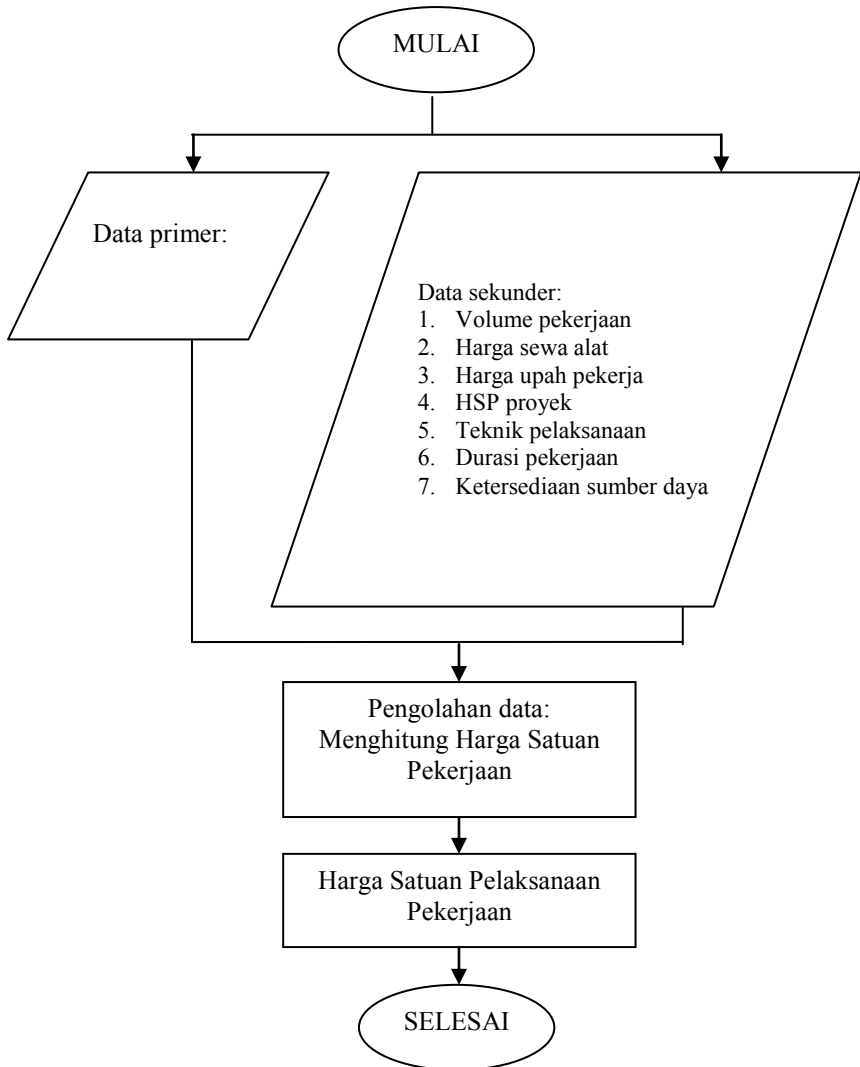 MULAI
Data primer:
Data sekunder:
1. Volume pekerjaan
2. Harga sewa alat
3. Harga upah pekerja
4. HSP proyek
5. Teknik pelaksanaan
6. Durasi pekerjaan
7. Ketersediaan sumber daya
Pengolahan data:
Menghitung Harga Satuan
Pekerjaan
Harga Satuan Pelaksanaan
Pekerjaan
SELESAI